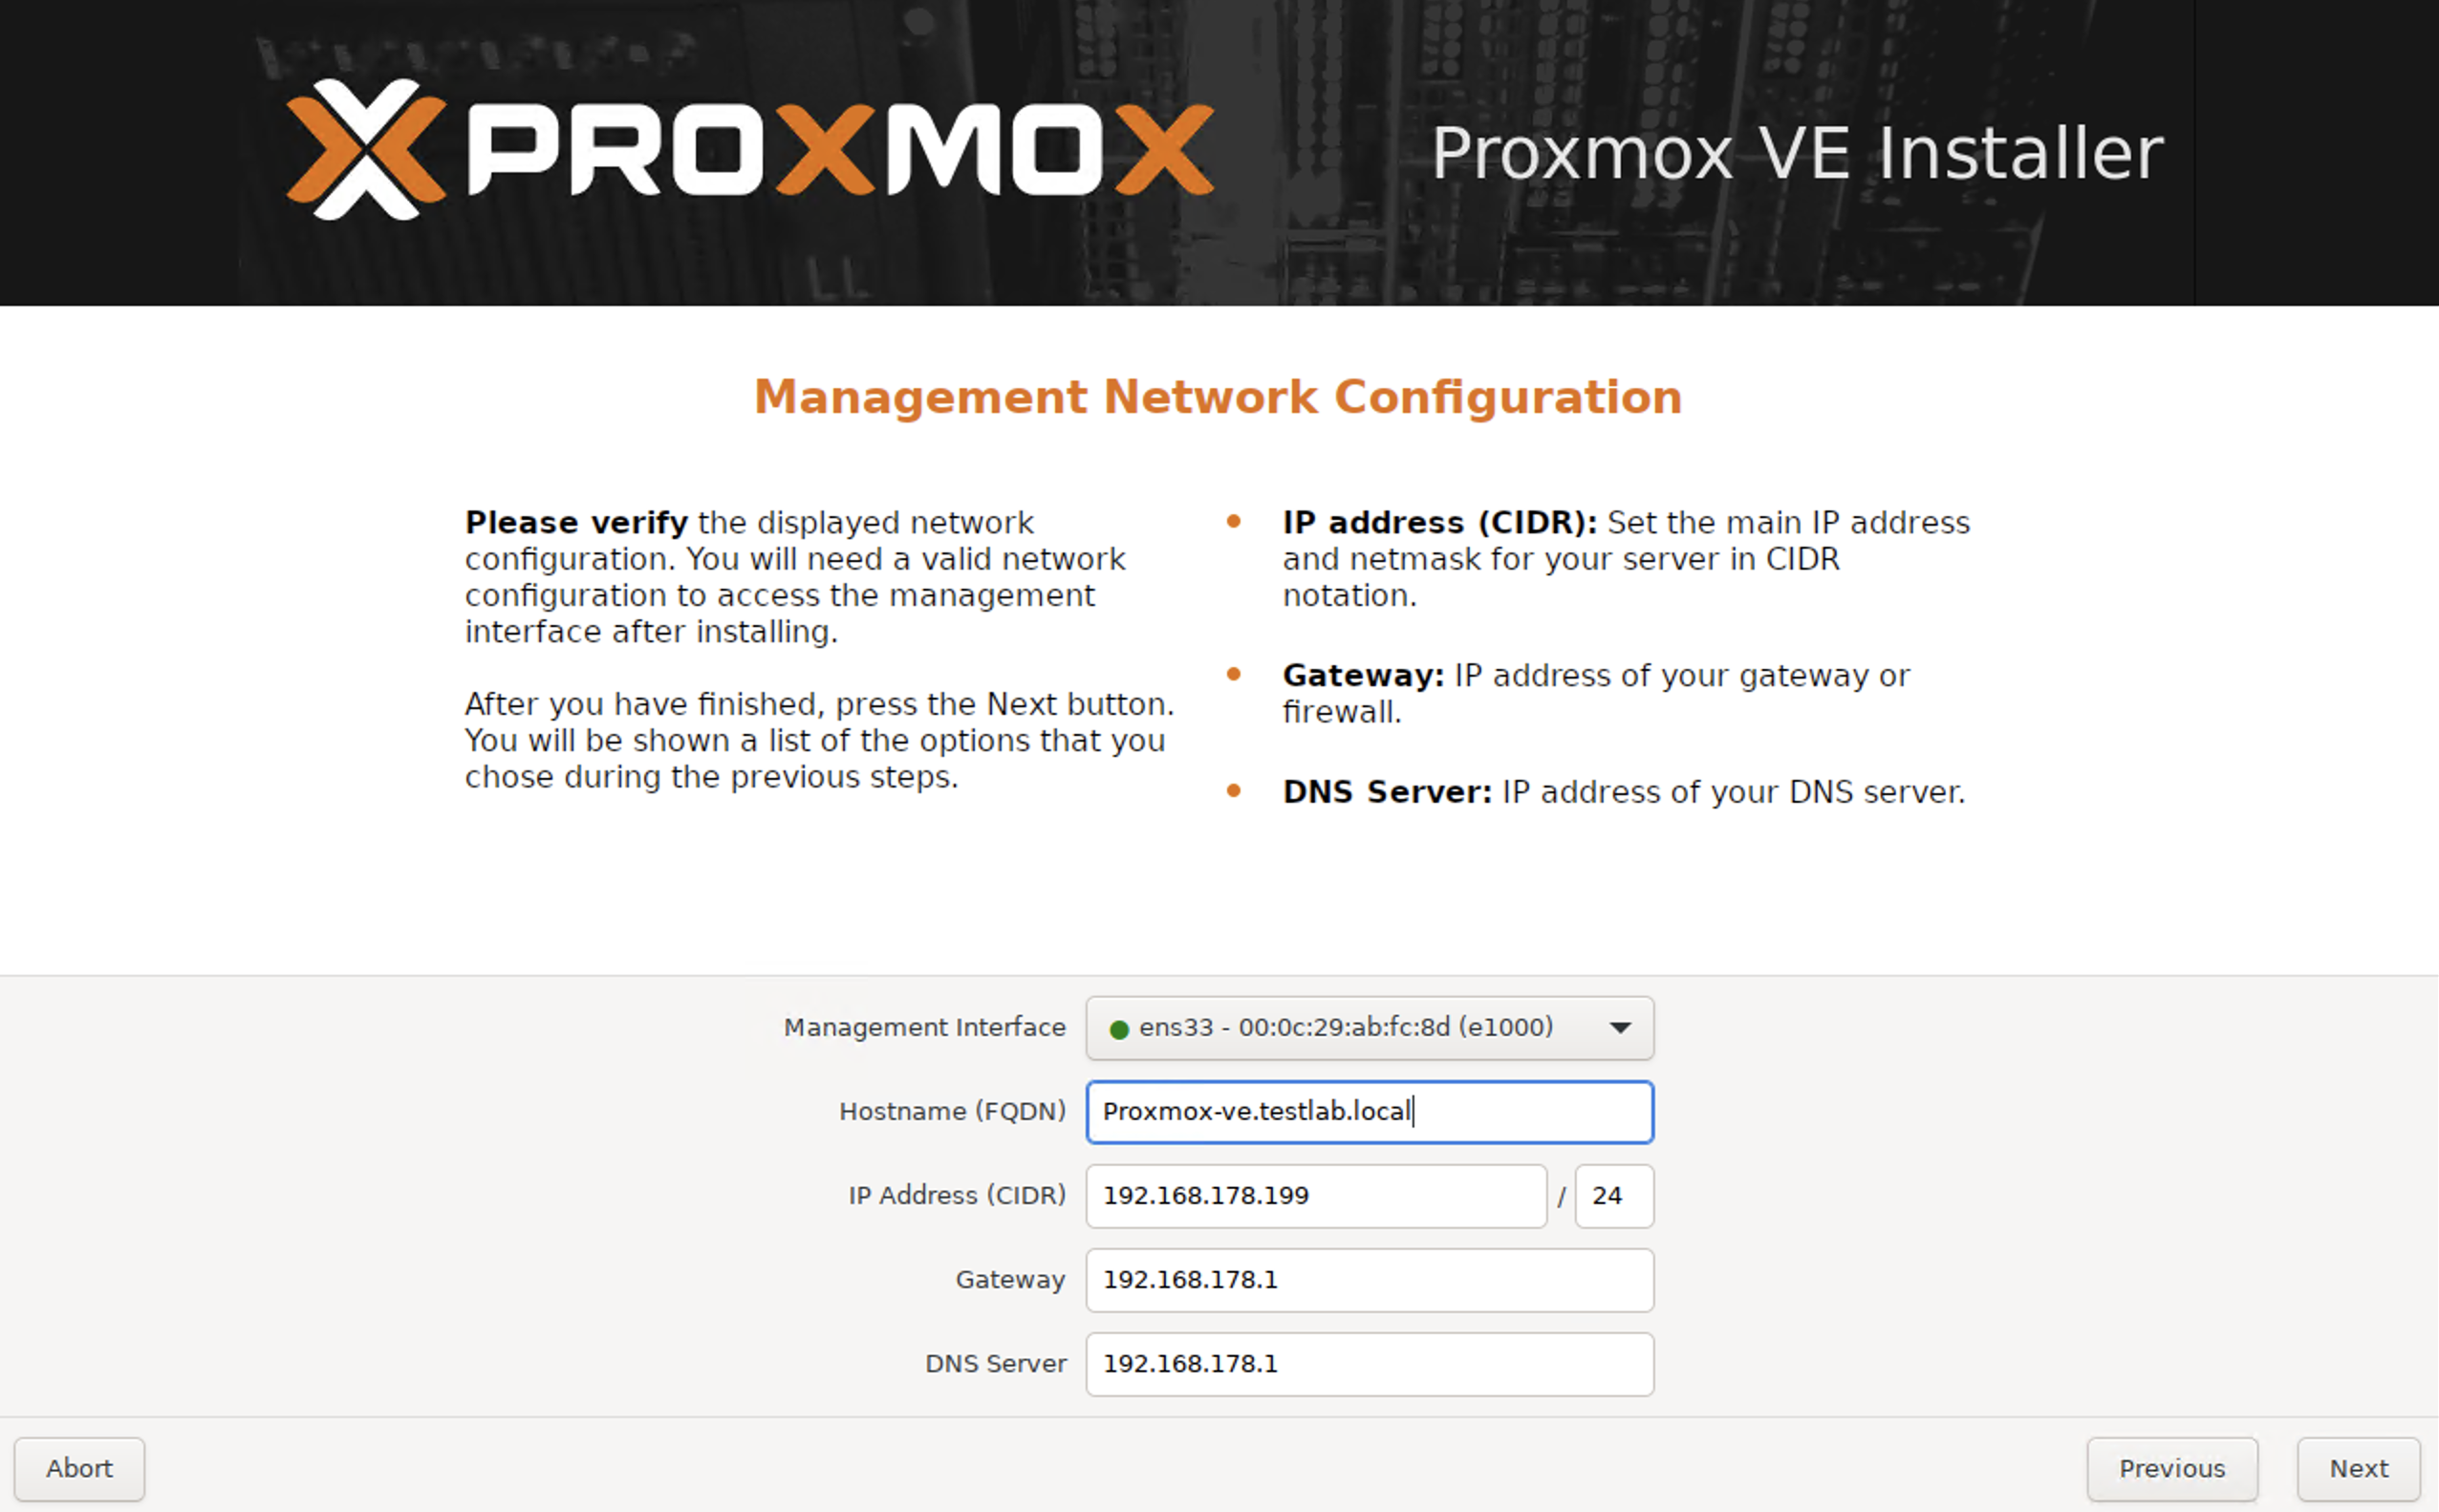 PROXMOX
Proxmox VE Installer
Management Network Configuration
Please verify the displayed network
configuration. You will need a valid network
configuration to access the management
interface after installing.
After you have finished, press the Next button.
You will be shown a list of the options that you
chose during the previous steps.
IP address (CIDR): Set the main IP address
and netmask for your server in CIDR
notation.
Gateway: IP address of your gateway or
firewall.
DNS Server: IP address of your DNS server.
Management Interface ens33 - 00:0c:29:ab:fc:8d (e1000)
Hostname (FQDN) Proxmox-ve.testlab.local
IP Address (CIDR) 192.168.178.199 / 24
Gateway 192.168.178.1
DNS Server 192.168.178.1
Abort Previous Next